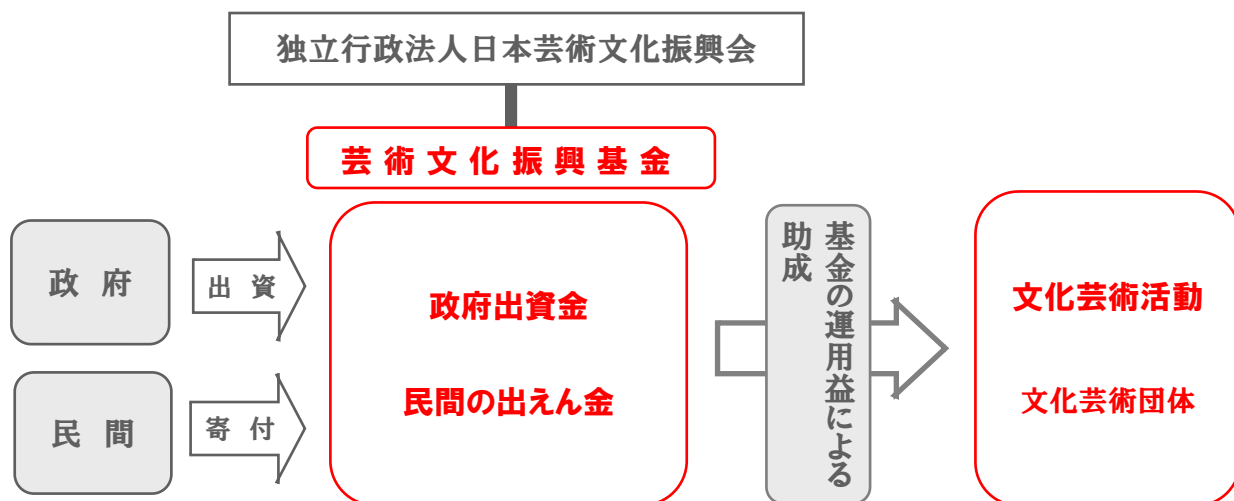 独立行政法人日本芸術文化振興会
芸術文化振興基金
政府
出資
政府出資金
民間
寄付
民間の出えん金
基金の運用益による
助成
文化芸術活動
文化芸術団体